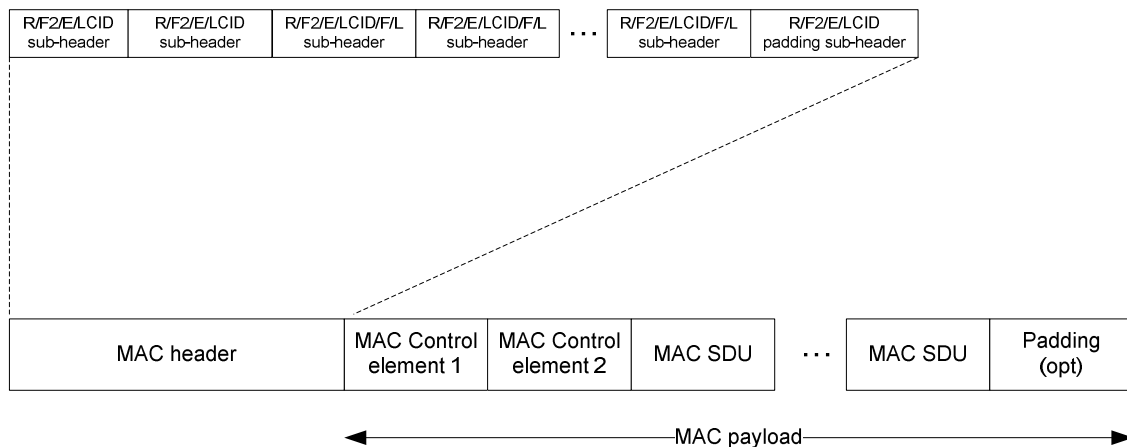 R/F2/E/LCID
sub-header
R/F2/E/LCID
sub-header
R/F2/E/LCID/F/L
sub-header
R/F2/E/LCID/F/L
sub-header
...
R/F2/E/LCID/F/L
sub-header
R/F2/E/LCID
padding sub-header
MAC header
MAC Control
element 1
MAC Control
element 2
MAC SDU
...
MAC SDU
Padding
(opt)
MAC payload